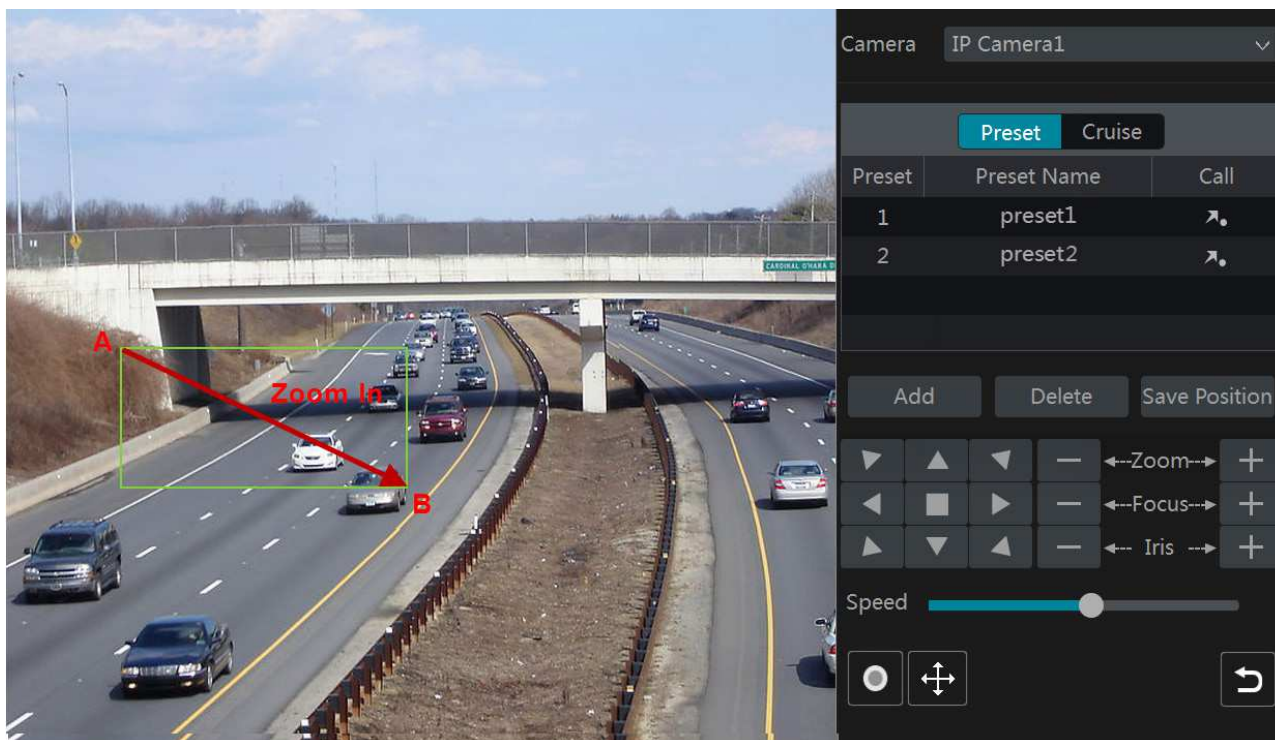 Camera IP Camera1
Preset Cruise
Preset Preset Name Call
1 preset1
2 preset2
CARDINAL O'HARA
A
Zoom In
B
Add Delete Save Position
Zoom
Focus
Iris
Speed